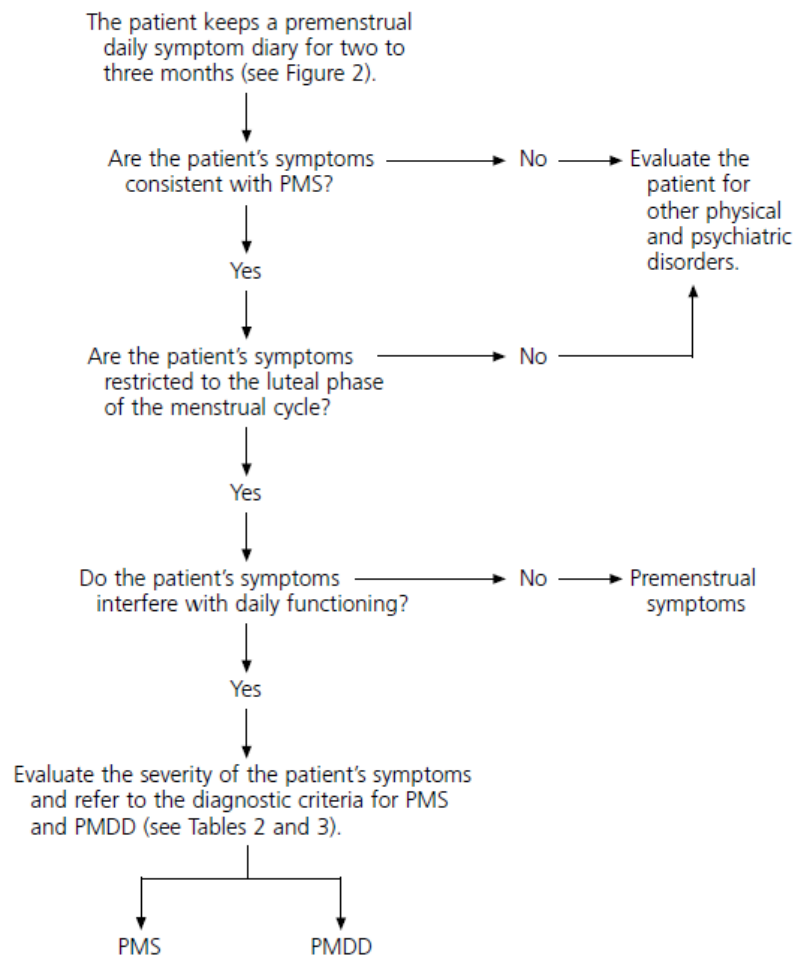 The patient keeps a premenstrual
daily symptom diary for two to
three months (see Figure 2).
Are the patient's symptoms
consistent with PMS?
No
Evaluate the
patient for
other physical
and psychiatric
disorders.
Yes
Are the patient's symptoms
restricted to the luteal phase
of the menstrual cycle?
No
Yes
Do the patient's symptoms
interfere with daily functioning?
No
Premenstrual
symptoms
Yes
Evaluate the severity of the patient's symptoms
and refer to the diagnostic criteria for PMS
and PMDD (see Tables 2 and 3).
PMS
PMDD